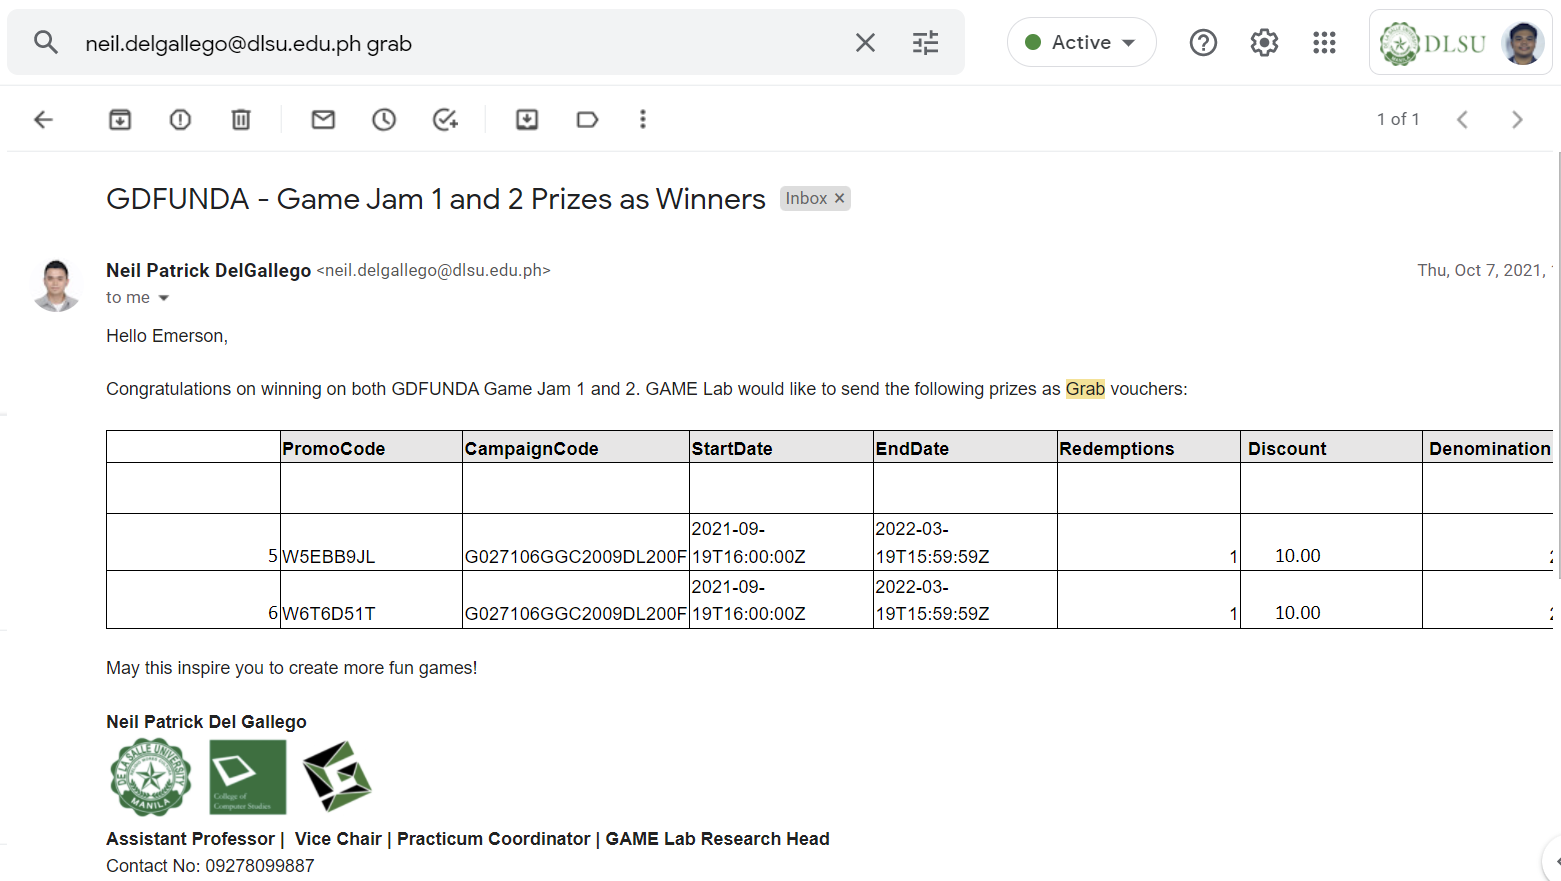 neil.delgallego@dlsu.edu.ph grab
Active
DLSU
1 of 1
GDFUNDA - Game Jam 1 and 2 Prizes as Winners
Inbox ×
Neil Patrick DelGallego <neil.delgallego@dlsu.edu.ph>
Thu, Oct 7, 2021,
to me
Hello Emerson,
Congratulations on winning on both GDFUNDA Game Jam 1 and 2. GAME Lab would like to send the following prizes as Grab vouchers:
PromoCode CampaignCode StartDate EndDate Redemptions Discount Denomination
5 W5EBB9JL G027106GGC2009DL200F 2021-09-19T16:00:00Z 2022-03-19T15:59:59Z 1 10.00
6 W6T6D51T G027106GGC2009DL200F 2021-09-19T16:00:00Z 2022-03-19T15:59:59Z 1 10.00
May this inspire you to create more fun games!
Neil Patrick Del Gallego
DE LA SALLE UNIVERSITY
MANILA
College of
Computer Studies
Assistant Professor | Vice Chair | Practicum Coordinator | GAME Lab Research Head
Contact No: 09278099887